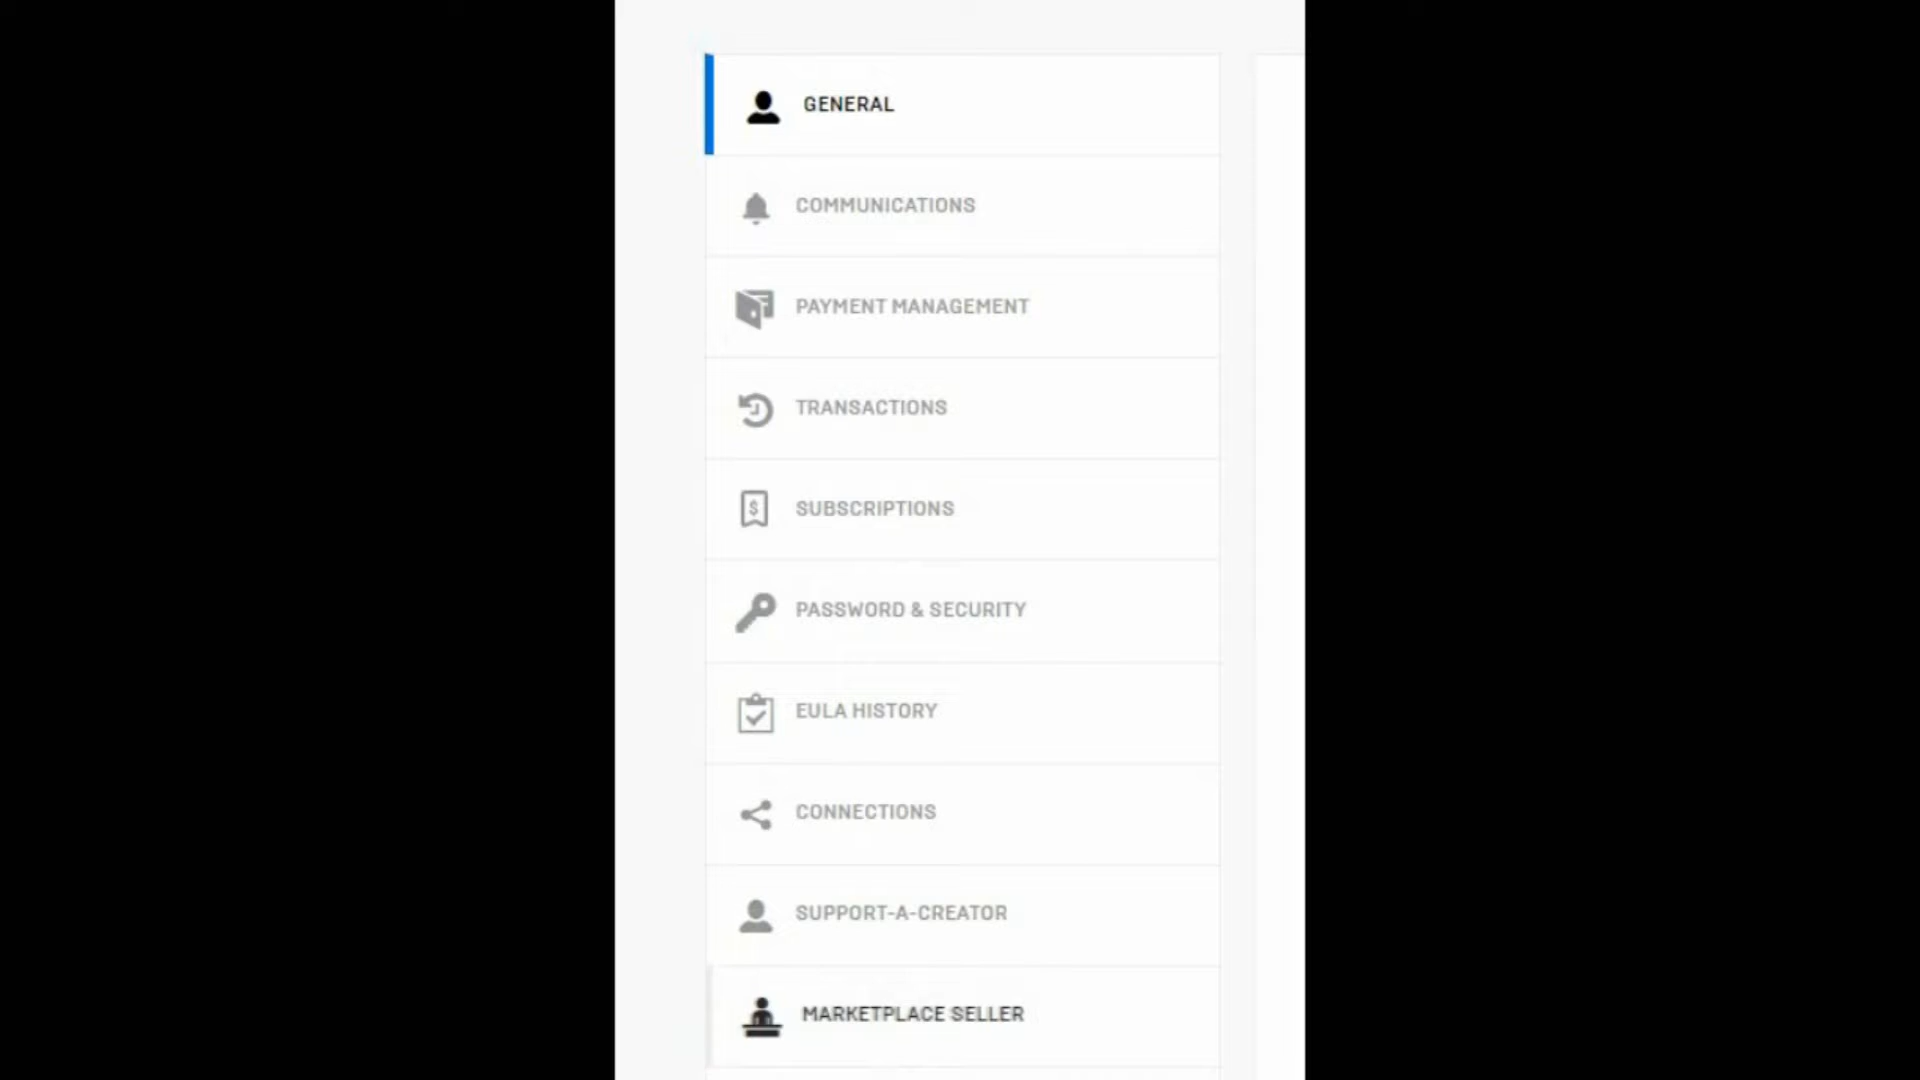 GENERAL
COMMUNICATIONS
PAYMENT MANAGEMENT
TRANSACTIONS
SUBSCRIPTIONS
PASSWORD & SECURITY
EULA HISTORY
CONNECTIONS
SUPPORT-A-CREATOR
MARKETPLACE SELLER